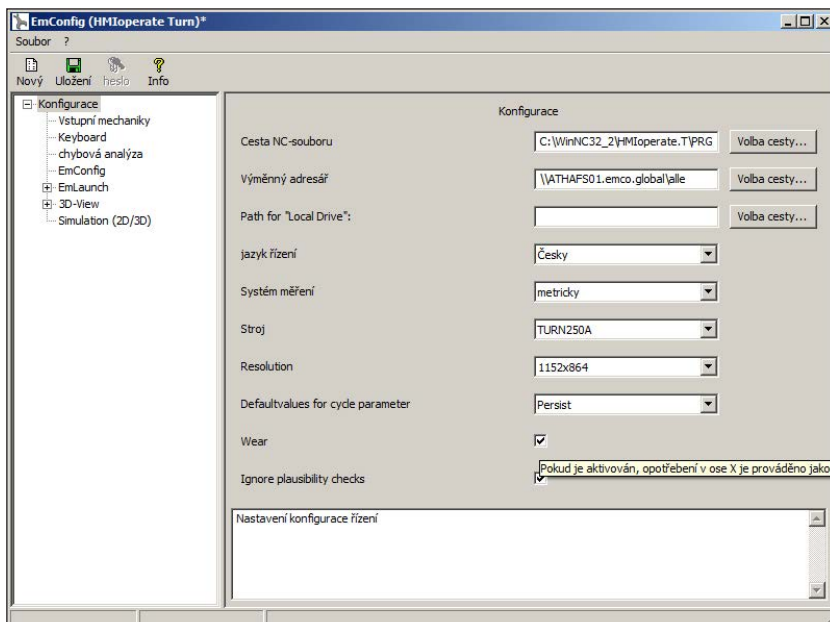 EmConfig (HMIoperate Turn)*
Soubor ?
Nový Uložení heslo Info
Konfigurace
Vstupní mechaniky
Keyboard
chybová analýza
EmConfig
EmLaunch
3D-View
Simulation (2D/3D)
Konfigurace
Cesta NC-souboru C:\WinNC32_2\HMIoperate.T\PRG Volba cesty...
Výměnný adresář \\ATHAFS01.emco.global\alle Volba cesty...
Path for "Local Drive": Volba cesty...
jazyk řízení Česky
Systém měření metricky
Stroj TURN250A
Resolution 1152x864
Defaultvalues for cycle parameter Persist
Wear
Pokud je aktivován, opotřebení v ose X je prováděno jako
Ignore plausibility checks
Nastavení konfigurace řízení